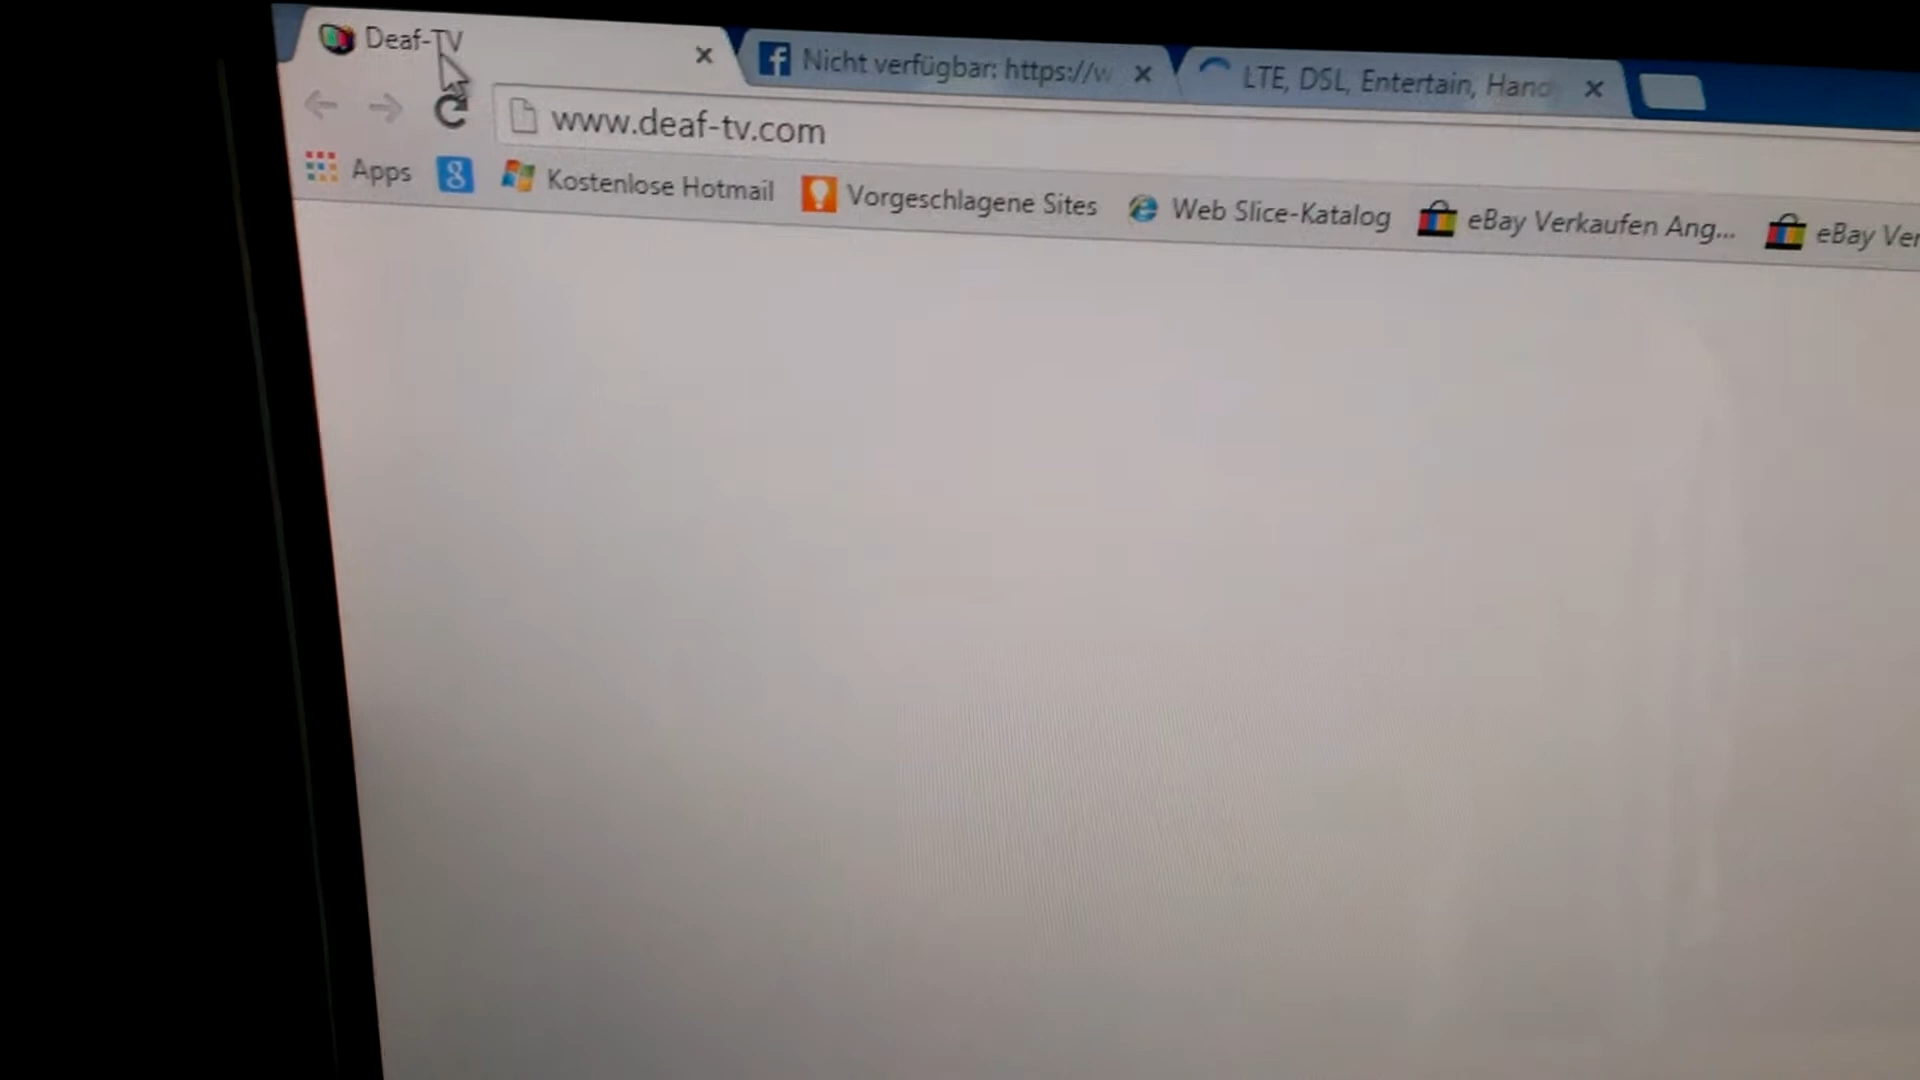 Deaf-TV
Nicht verfügbar: https://w
LTE, DSL, Entertain, Hand
www.deaf-tv.com
Apps
Kostenlose Hotmail
Vorgeschlagene Sites
Web Slice-Katalog
eBay Verkaufen Ang...
eBay Ver